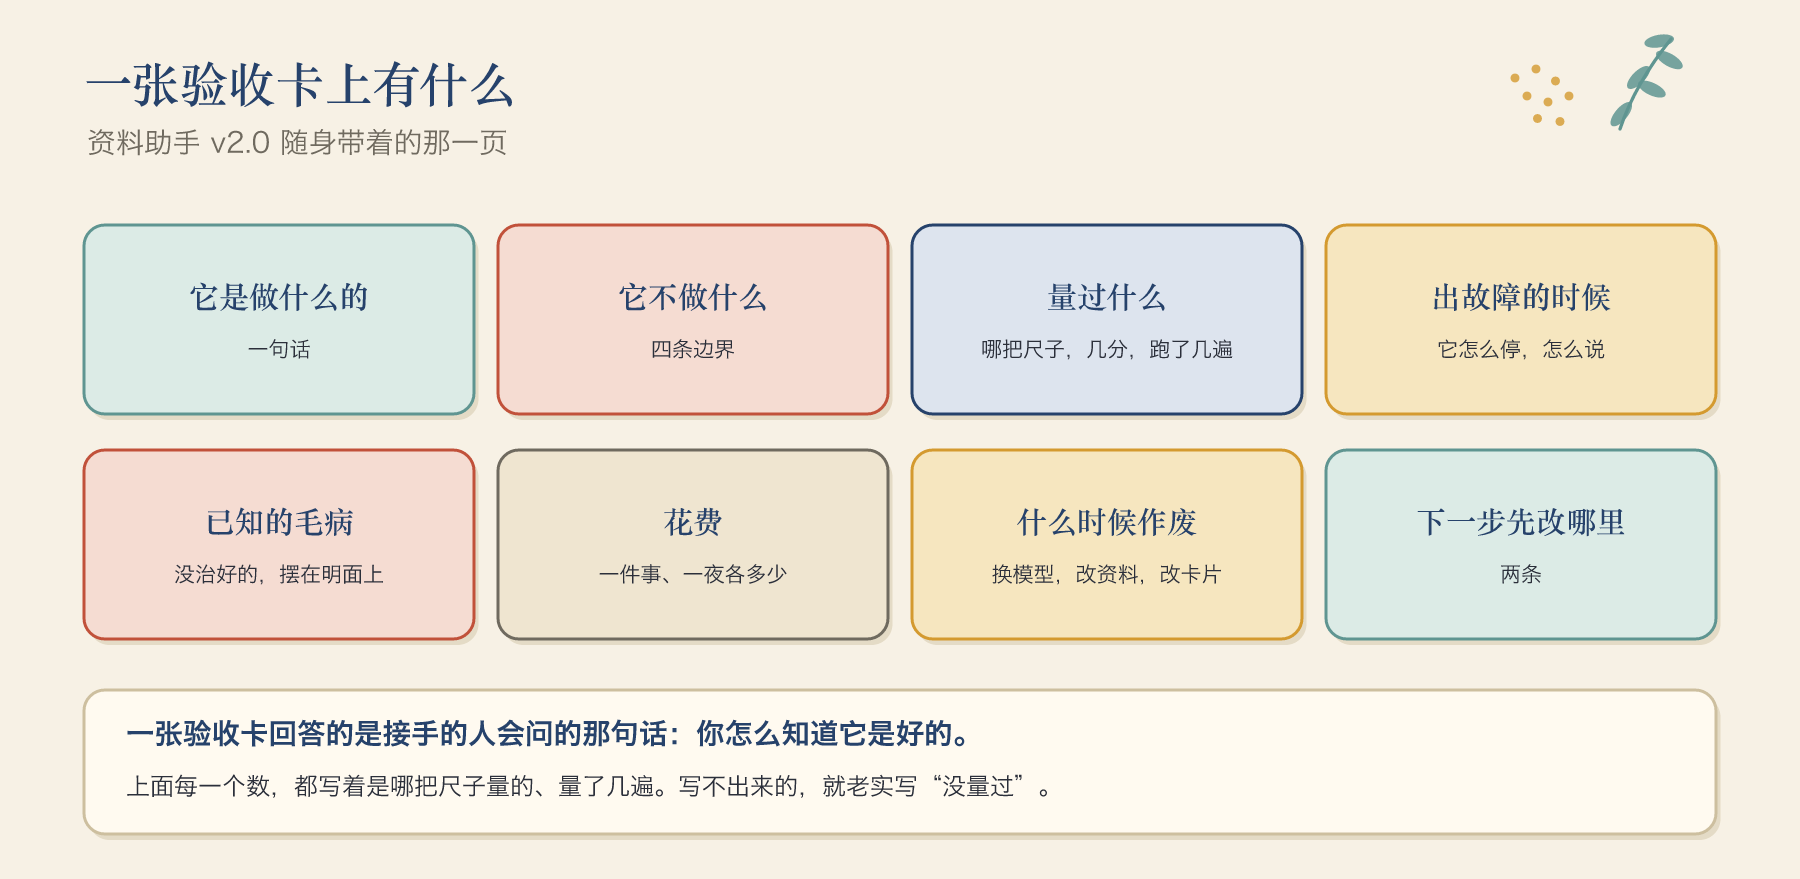 一张验收卡上有什么
资料助手 v2.0 随身带着的那一页
它是做什么的
一句话
它不做什么
四条边界
量过什么
哪把尺子，几分，跑了几遍
出故障的时候
它怎么停，怎么说
已知的毛病
没治好的，摆在明面上
花费
一件事、一夜各多少
什么时候作废
换模型，改资料，改卡片
下一步先改哪里
两条
一张验收卡回答的是接手的人会问的那句话：你怎么知道它是好的。
上面每一个数，都写着是哪把尺子量的、量了几遍。写不出来的，就老实写“没量过”。